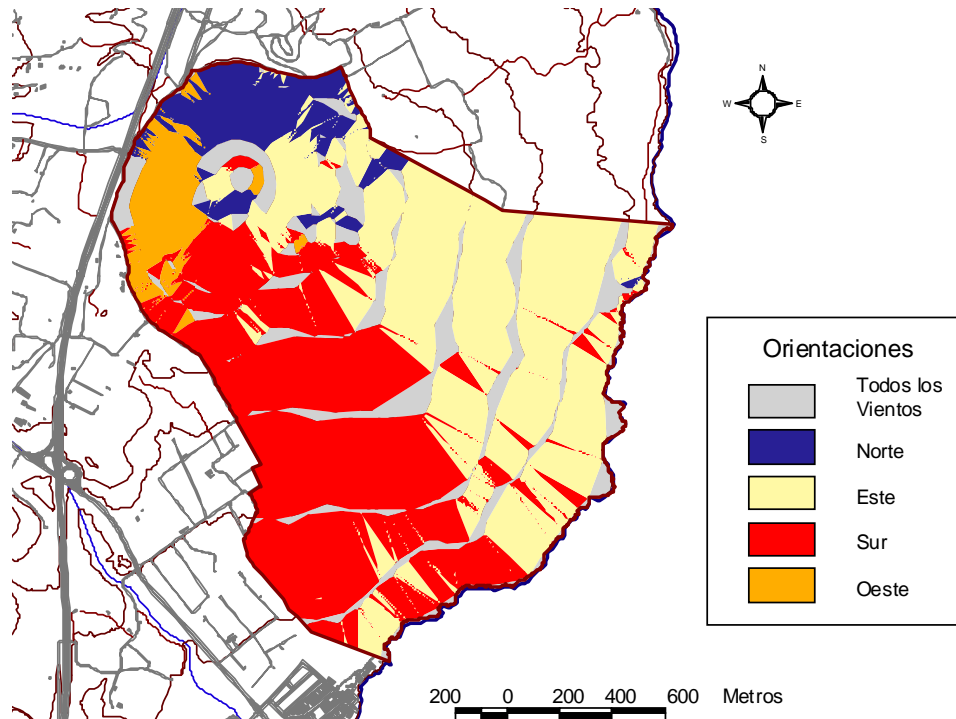 N
W E
S
Orientaciones
Todos los
Vientos
Norte
Este
Sur
Oeste
200 0 200 400 600 Metros